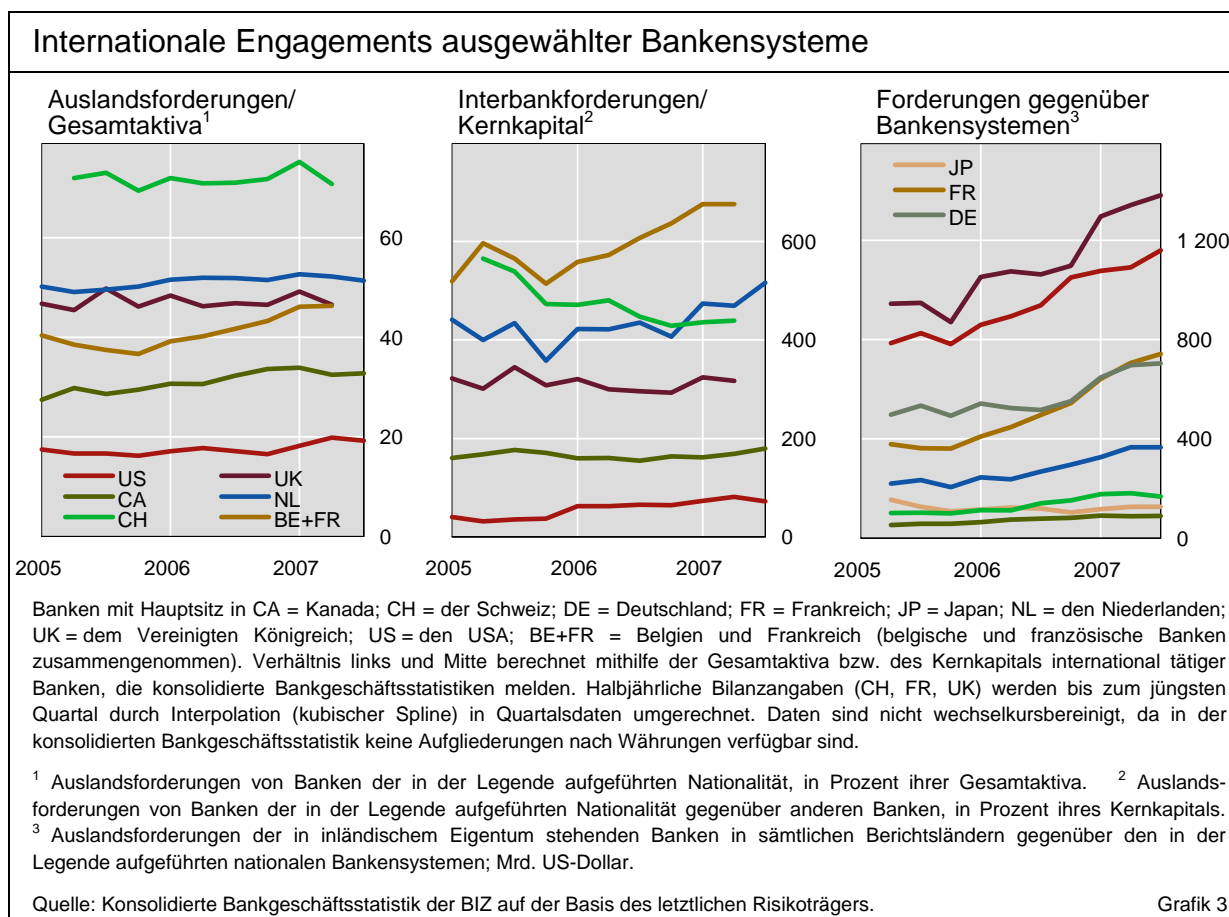 Internationale Engagements ausgewählter Bankensysteme
Auslandsforderungen/
Gesamtaktiva¹
60
40
20
0
US
UK
CA
NL
CH
BE+FR
2005
2006
2007
Interbankforderungen/
Kernkapital²
600
400
200
0
2005
2006
2007
Forderungen gegenüber
Bankensystemen³
JP
FR
DE
1 200
800
400
0
2005
2006
2007
Banken mit Hauptsitz in CA = Kanada; CH = der Schweiz; DE = Deutschland; FR = Frankreich; JP = Japan; NL = den Niederlanden;
UK = dem Vereinigten Königreich; US = den USA; BE+FR = Belgien und Frankreich (belgische und französische Banken
zusammengenommen). Verhältnis links und Mitte berechnet mithilfe der Gesamtaktiva bzw. des Kernkapitals international tätiger
Banken, die konsolidierte Bankgeschäftsstatistiken melden. Halbjährliche Bilanzangaben (CH, FR, UK) werden bis zum jüngsten
Quartal durch Interpolation (kubischer Spline) in Quartalsdaten umgerechnet. Daten sind nicht wechselkursbereinigt, da in der
konsolidierten Bankgeschäftsstatistik keine Aufgliederungen nach Währungen verfügbar sind.
¹ Auslandsforderungen von Banken der in der Legende aufgeführten Nationalität, in Prozent ihrer Gesamtaktiva. ² Auslands-
forderungen von Banken der in der Legende aufgeführten Nationalität gegenüber anderen Banken, in Prozent ihres Kernkapitals.
³ Auslandsforderungen der in inländischem Eigentum stehenden Banken in sämtlichen Berichtsländern gegenüber den in der
Legende aufgeführten nationalen Bankensystemen; Mrd. US-Dollar.
Quelle: Konsolidierte Bankgeschäftsstatistik der BIZ auf der Basis des letztlichen Risikoträgers. Grafik 3